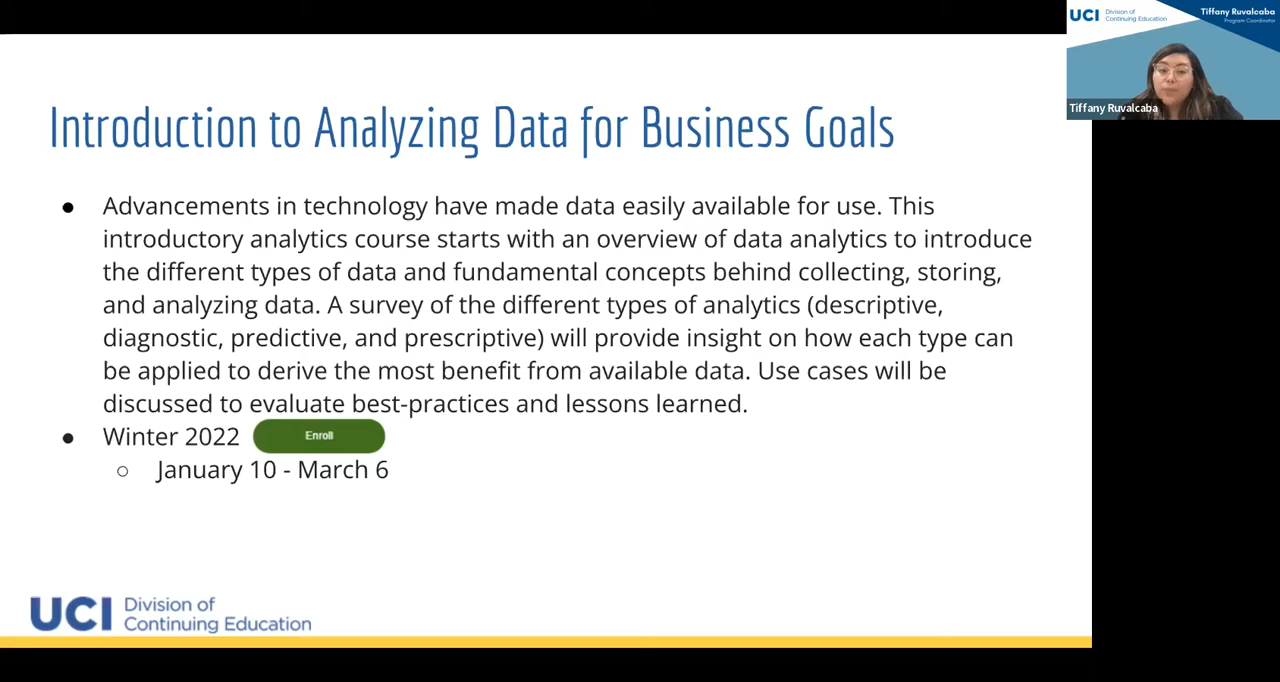 UCI Division of
Continuing Education
Tiffany Ruvalcaba
Program Coordinator
Tiffany Ruvalcaba
Introduction to Analyzing Data for Business Goals
● Advancements in technology have made data easily available for use. This
introductory analytics course starts with an overview of data analytics to introduce
the different types of data and fundamental concepts behind collecting, storing,
and analyzing data. A survey of the different types of analytics (descriptive,
diagnostic, predictive, and prescriptive) will provide insight on how each type can
be applied to derive the most benefit from available data. Use cases will be
discussed to evaluate best-practices and lessons learned.
● Winter 2022 Enroll
○ January 10 - March 6
UCI Division of
Continuing Education